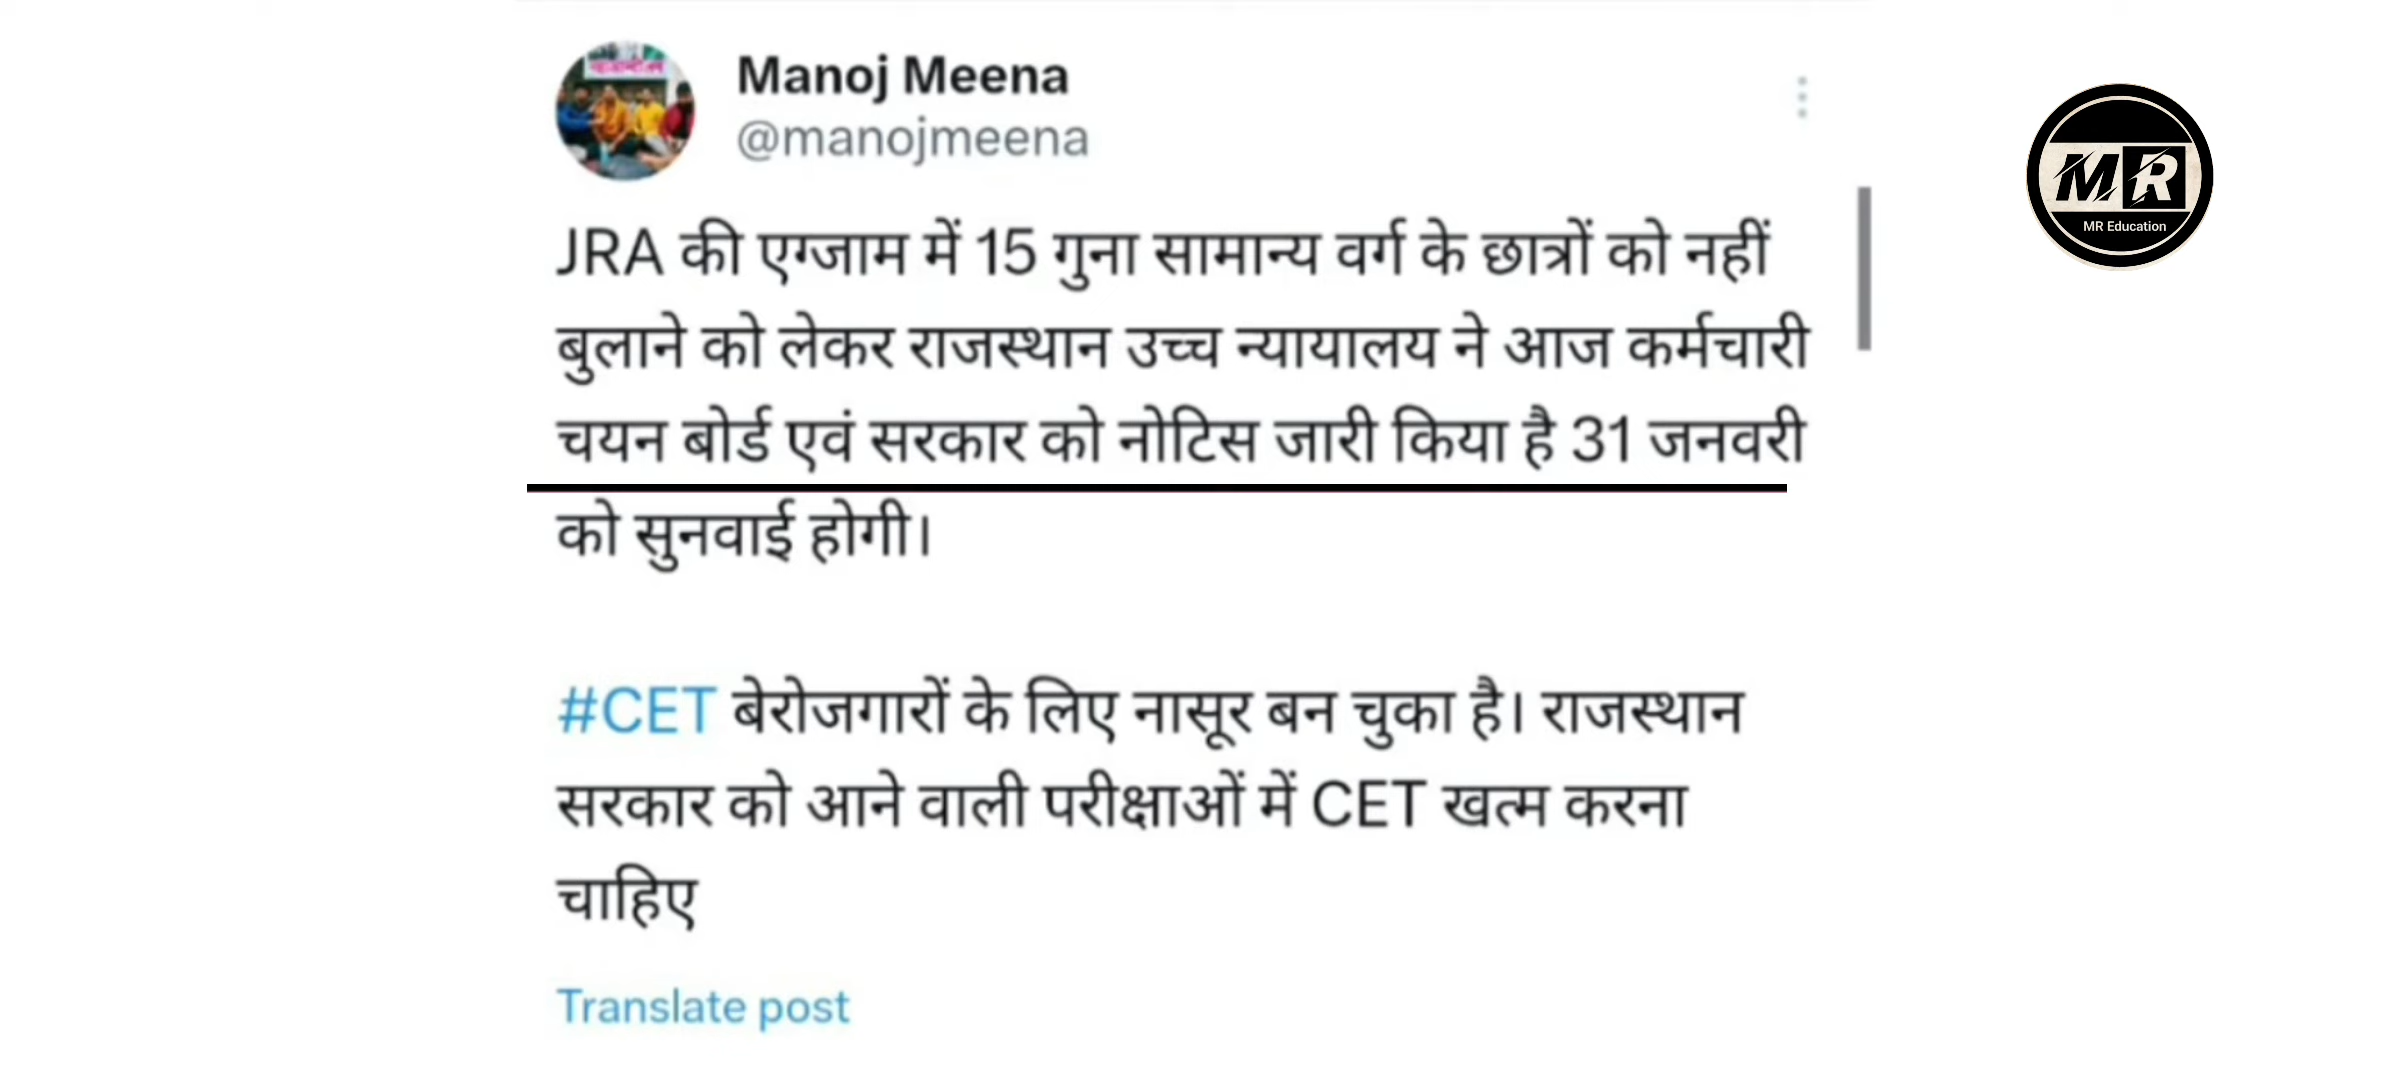 Manoj Meena
@manojmeena
JRA की एग्जाम में 15 गुना सामान्य वर्ग के छात्रों को नहीं
बुलाने को लेकर राजस्थान उच्च न्यायालय ने आज कर्मचारी
चयन बोर्ड एवं सरकार को नोटिस जारी किया है 31 जनवरी
को सुनवाई होगी।
#CET बेरोजगारों के लिए नासूर बन चुका है। राजस्थान
सरकार को आने वाली परीक्षाओं में CET खत्म करना
चाहिए
Translate post
MR
MR Education